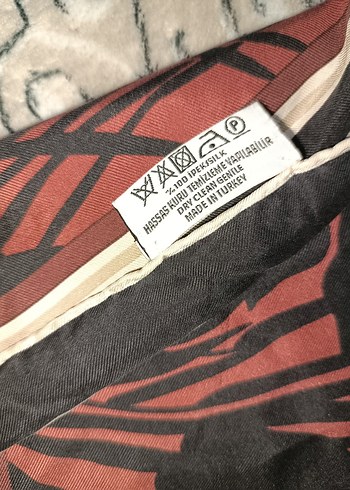 P
%100 İPEK/SILK
HASSAS KURU TEMİZLEME YAPILABİLİR
DRY CLEAN GENTLE
MADE IN TURKEY